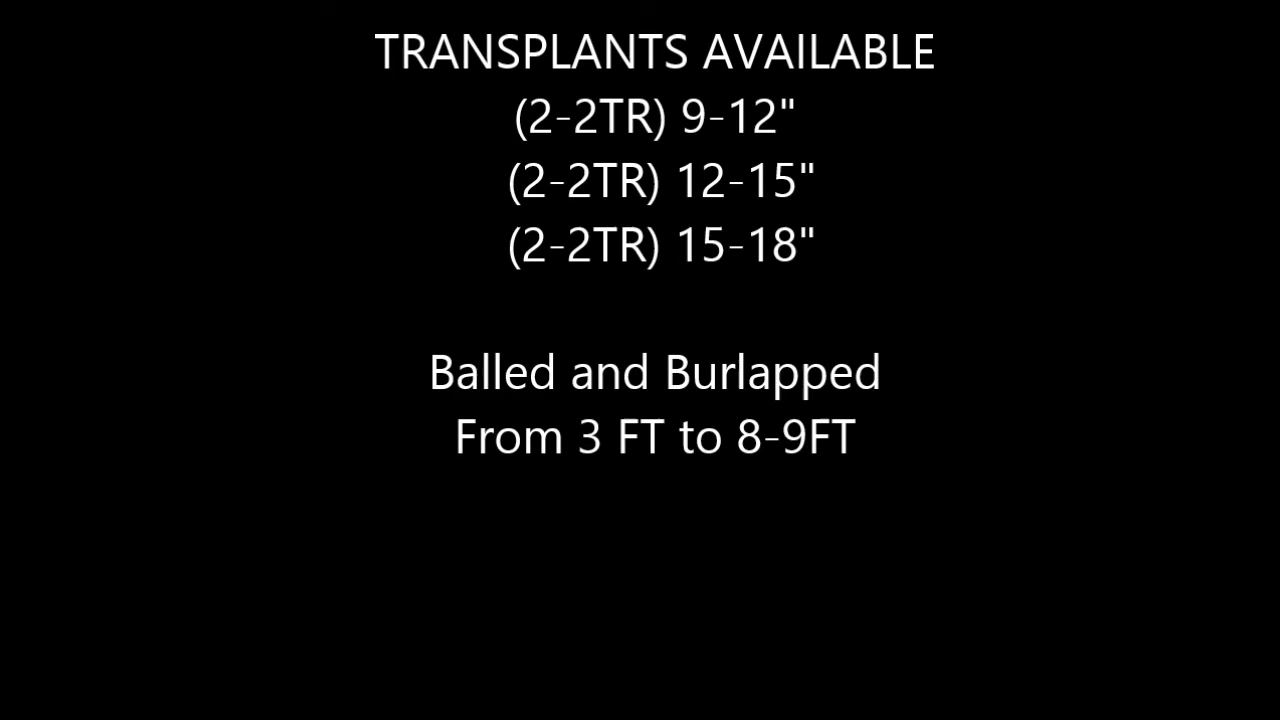 TRANSPLANTS AVAILABLE
(2-2TR) 9-12"
(2-2TR) 12-15"
(2-2TR) 15-18"
Balled and Burlapped
From 3 FT to 8-9FT